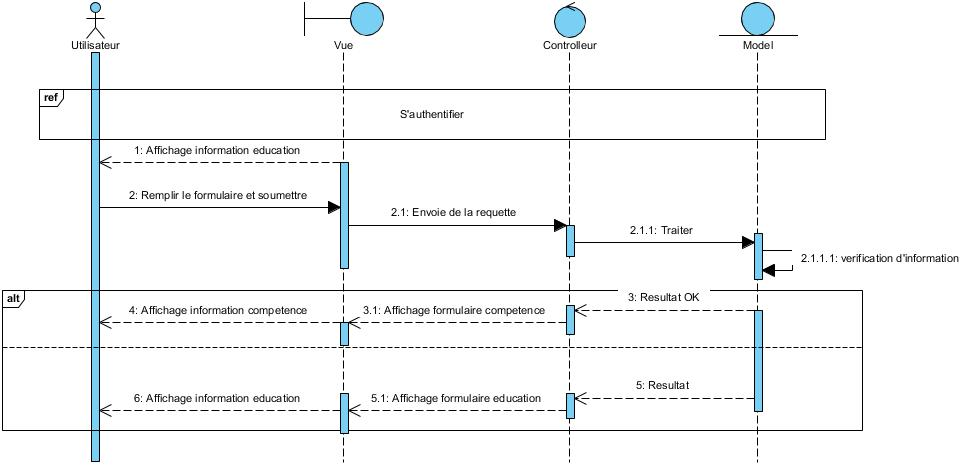 Utilisateur
Vue
Controlleur
Model
ref
S'authentifier
1: Affichage information education
2: Remplir le formulaire et soumettre
2.1: Envoie de la requette
2.1.1: Traiter
2.1.1.1: verification d'information
alt
3: Resultat OK
4: Affichage information competence
3.1: Affichage formulaire competence
5: Resultat
6: Affichage information education
5.1: Affichage formulaire education